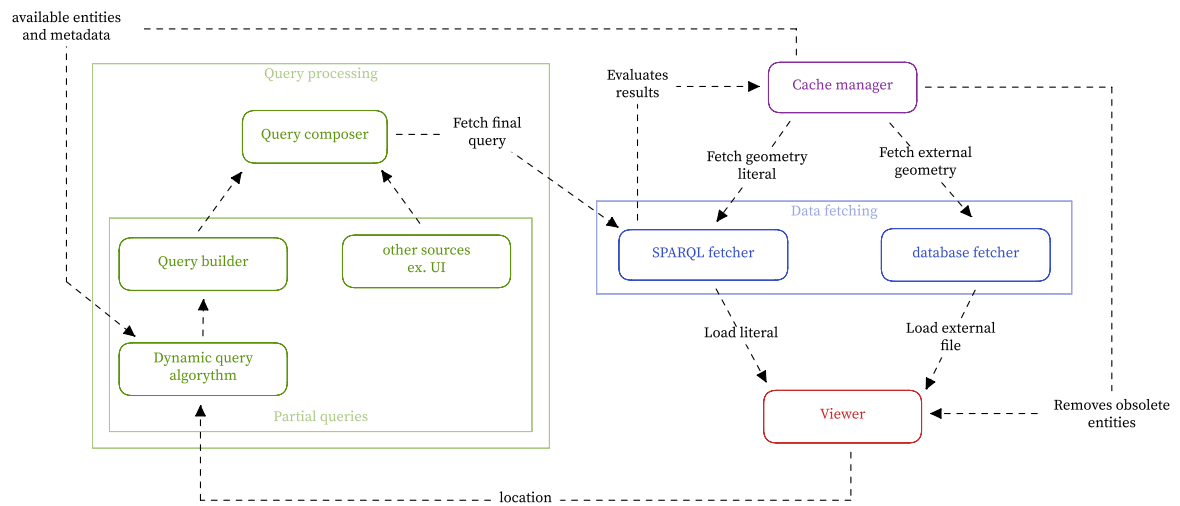 available entities
and metadata
Query processing
Query composer
Fetch final
query
Evaluates
results
Cache manager
Fetch geometry
literal
Fetch external
geometry
Data fetching
SPARQL fetcher
database fetcher
Query builder
other sources
ex. UI
Dynamic query
algorythm
Partial queries
Load literal
Load external
file
Viewer
Removes obsolete
entities
location